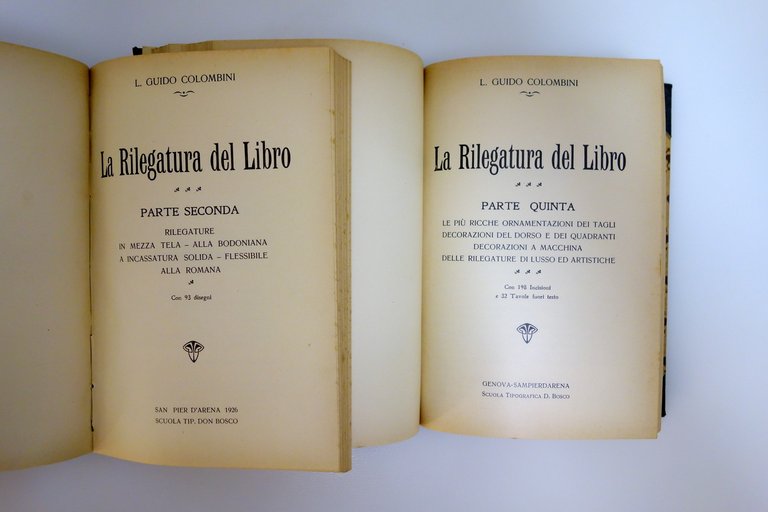 L. GUIDO COLOMBINI
La Rilegatura del Libro
PARTE SECONDA
RILEGATURE
IN MEZZA TELA - ALLA BODONIANA
A INCASSATURA SOLIDA - FLESSIBILE
ALLA ROMANA
Con 93 disegni
SAN PIER D'ARENA 1926
SCUOLA TIP. DON BOSCO
L. GUIDO COLOMBINI
La Rilegatura del Libro
PARTE QUINTA
LE PIÙ RICCHE ORNAMENTAZIONI DEI TAGLI
DECORAZIONI DEL DORSO E DEI QUADRANTI
DECORAZIONI A MACCHINA
DELLE RILEGATURE DI LUSSO ED ARTISTICHE
Con 198 Incisioni
e 32 Tavole fuori testo
GENOVA-SAMPIERDARENA
SCUOLA TIPOGRAFICA D. BOSCO